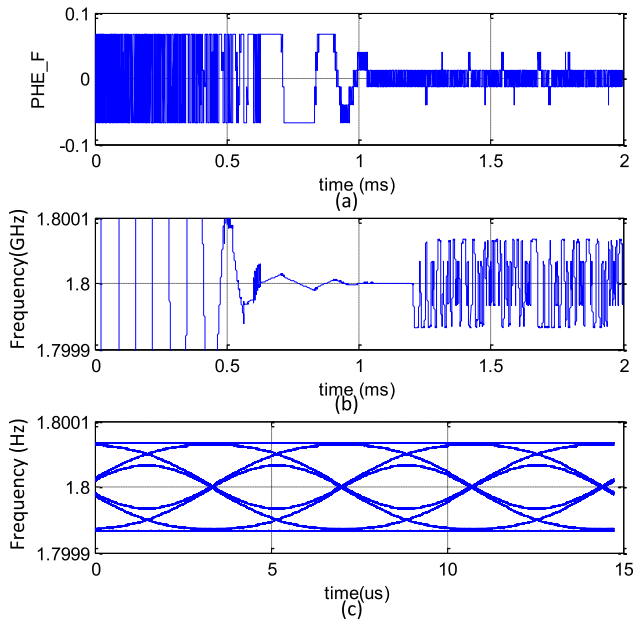 0.1
PHE_F
0
-0.1
0 0.5 1 1.5 2
time (ms)
(a)
1.8001
Frequency(GHz)
1.8
1.7999
0 0.5 1 1.5 2
time (ms)
(b)
1.8001
Frequency (Hz)
1.8
1.7999
0 5 10 15
time(us)
(c)